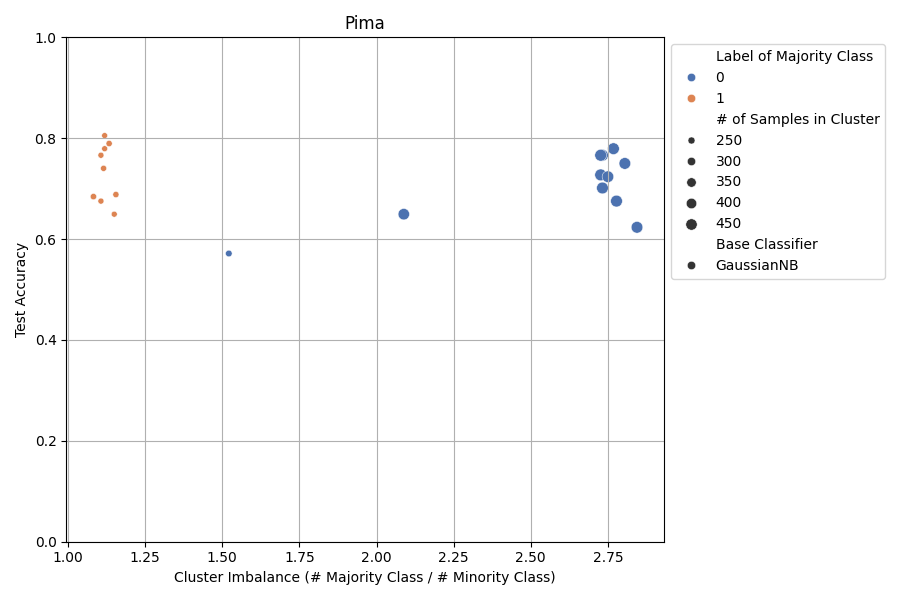 Pima
1.0
0.8
0.6
0.4
0.2
0.0
Test Accuracy
1.00 1.25 1.50 1.75 2.00 2.25 2.50 2.75
Cluster Imbalance (# Majority Class / # Minority Class)
Label of Majority Class
0
1
# of Samples in Cluster
250
300
350
400
450
Base Classifier
GaussianNB